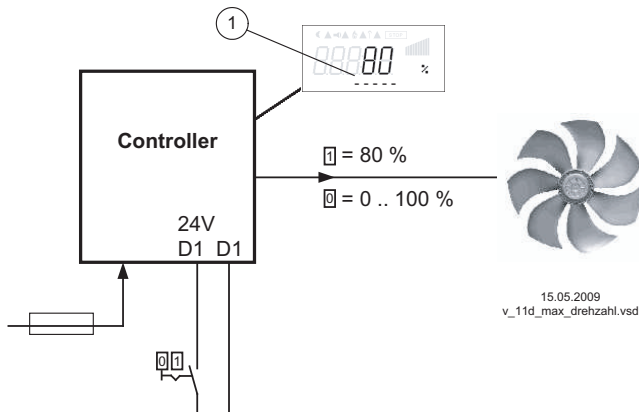 1
80
%
Controller
1 = 80 %
0 = 0 .. 100 %
24V
D1 D1
0 1
15.05.2009
v_11d_max_drehzahl.vsd